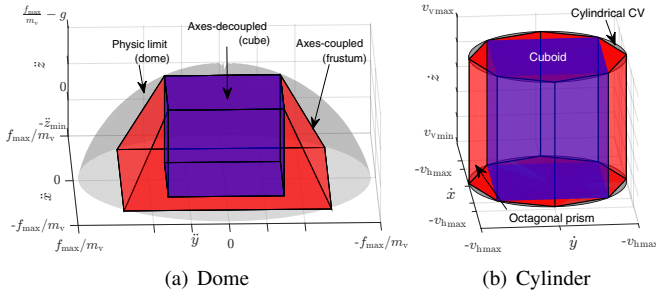 f_max/m_v − g
z̈
0
-z̈_min
f_max/m_v
ẍ
0
-f_max/m_v
f_max/m_v
ÿ
0
-f_max/m_v
Physic limit
(dome)
Axes-decoupled
(cube)
Axes-coupled
(frustum)
(a) Dome
v_vmax
Cylindrical CV
Cuboid
ż
v_vmin
-v_hmax
ẋ
-v_hmax
Octagonal prism
-v_hmax
ẏ
-v_hmax
(b) Cylinder